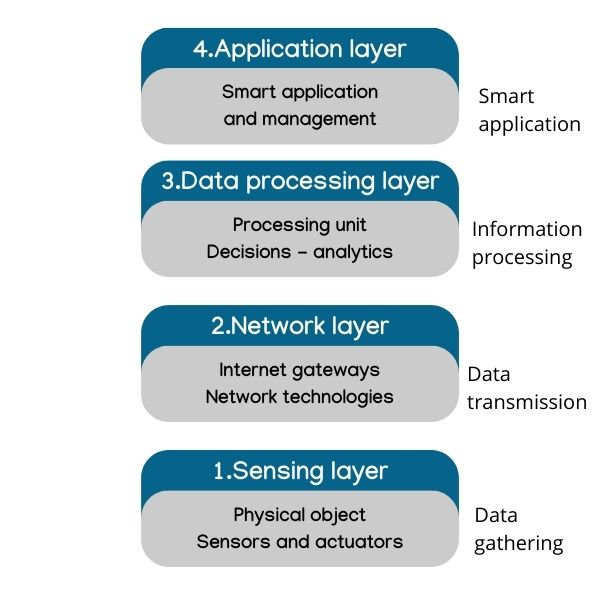 4.Application layer
Smart application
and management
Smart
application
3.Data processing layer
Processing unit
Decisions – analytics
Information
processing
2.Network layer
Internet gateways
Network technologies
Data
transmission
1.Sensing layer
Physical object
Sensors and actuators
Data
gathering